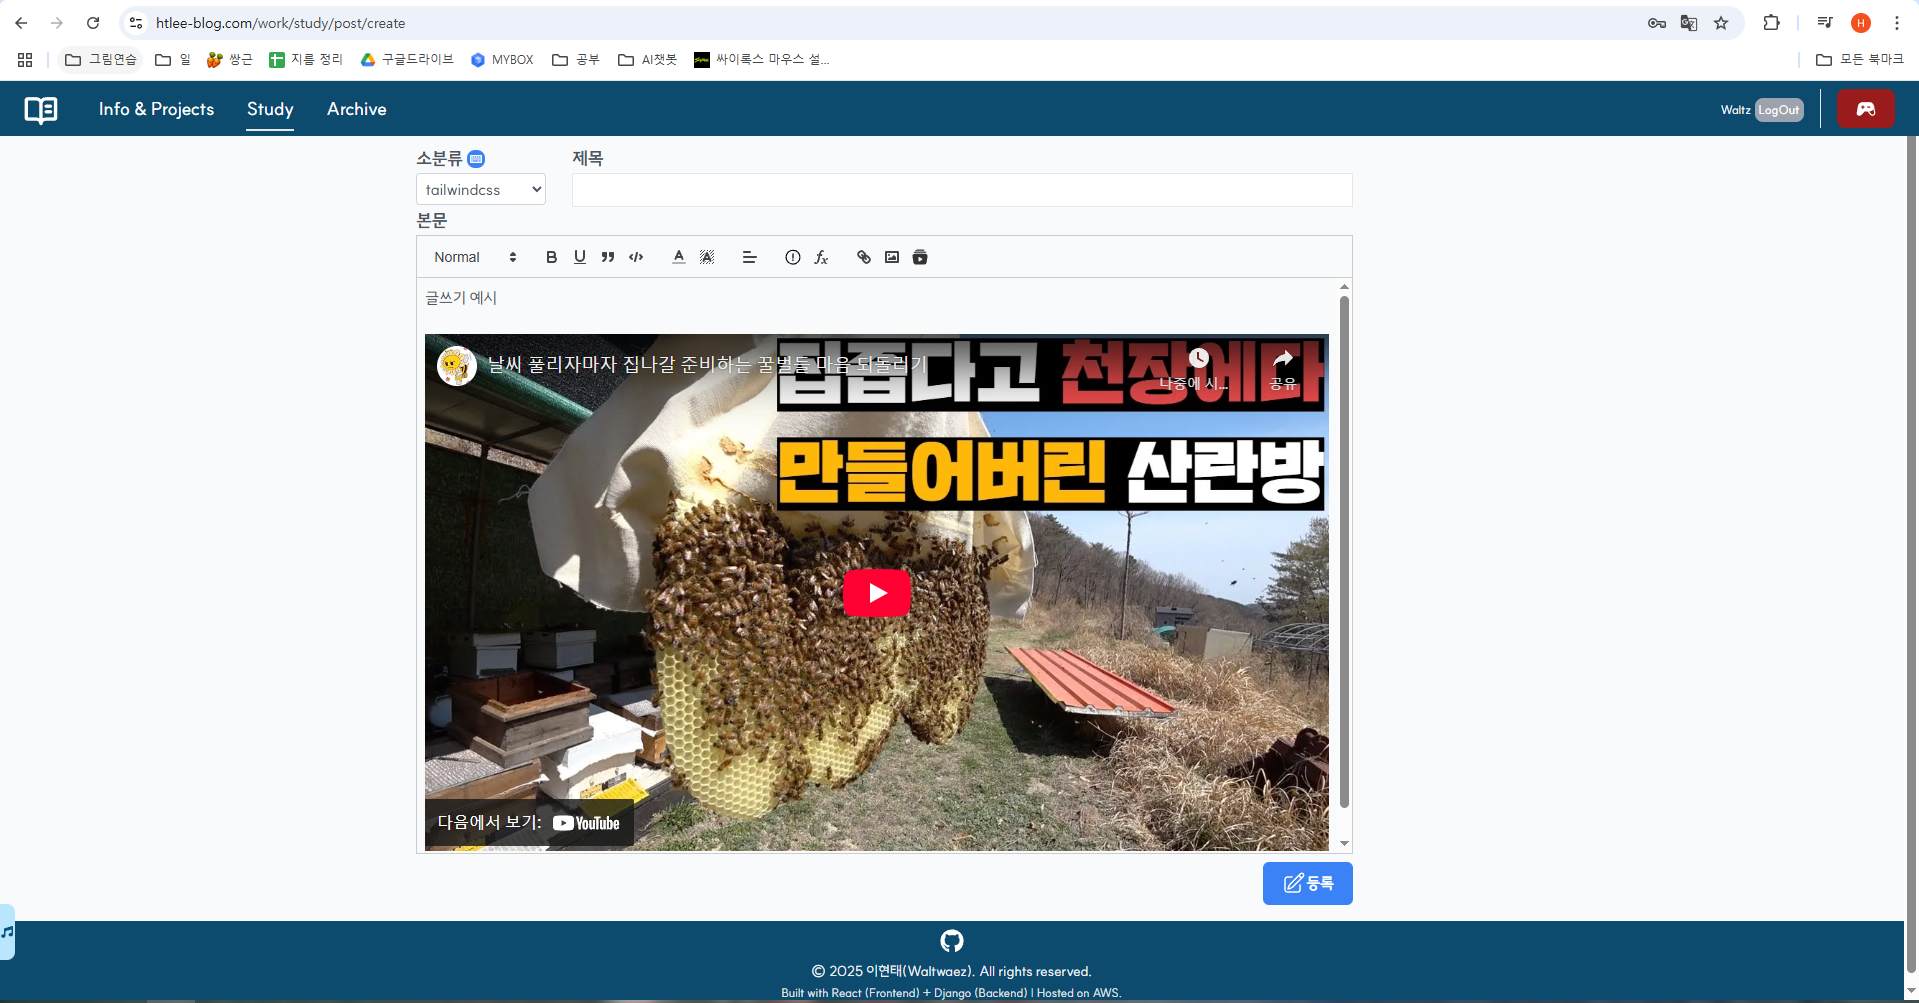 htlee-blog.com/work/study/post/create
H
그림연습 일 쌍근 지름 정리 구글드라이브 MYBOX 공부 AI챗봇 싸이록스 마우스 설... 모든 북마크
Info & Projects Study Archive Waltz LogOut
소분류 제목
tailwindcss
본문
Normal B U A A fx
글쓰기 예시
날씨 풀리자마자 집나갈 준비하는 꿀벌들 마음 되돌리기
나중에 시... 공유
답답다고 천장에다
만들어버린 산란방
다음에서 보기: YouTube
등록
© 2025 이현태(Waltwaez). All rights reserved.
Built with React (Frontend) + Django (Backend) | Hosted on AWS.